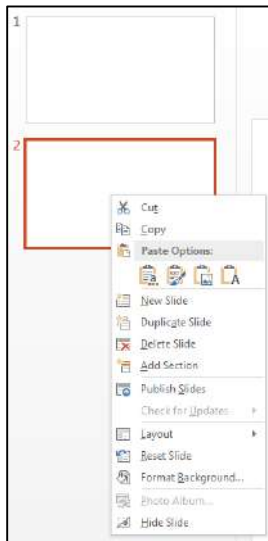 1
2
Cut
Copy
Paste Options:
New Slide
Duplicate Slide
Delete Slide
Add Section
Publish Slides
Check for Updates
Layout
Reset Slide
Format Background...
Photo Album...
Hide Slide